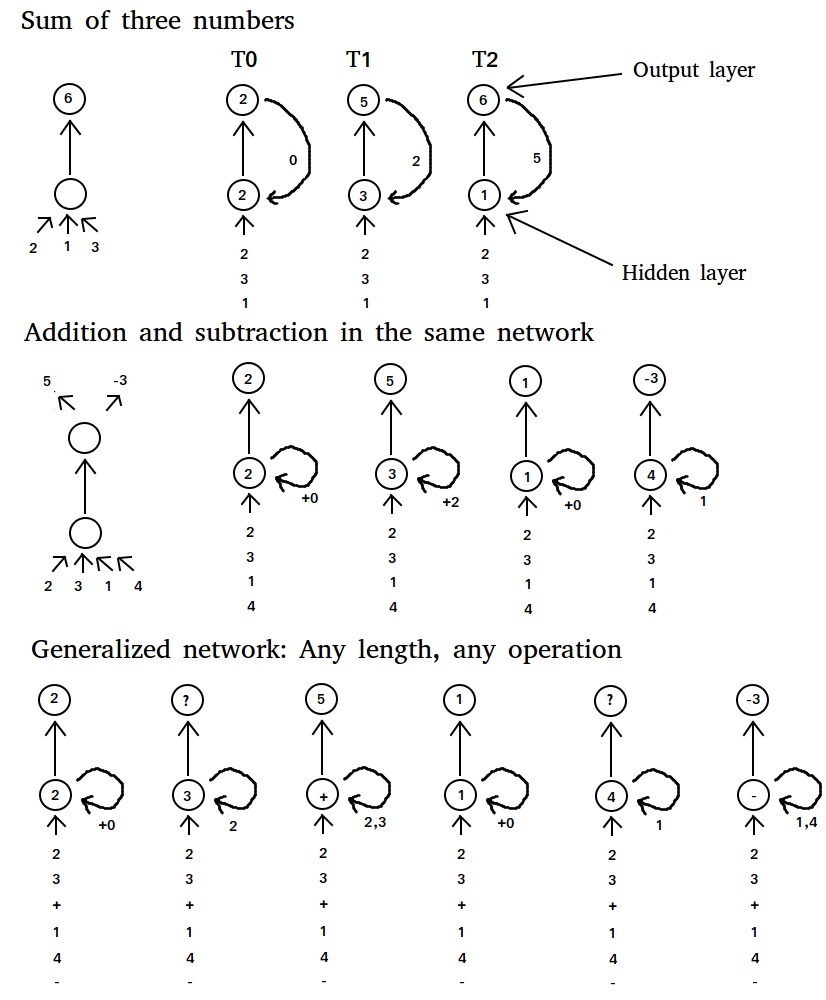 Sum of three numbers
T0 T1 T2
Output layer
6 2 5 6
0 2 5
2 3 1
2 1 3
2 2 2
3 3 3
1 1 1
Hidden layer
Addition and subtraction in the same network
5 -3 2 5 1 -3
2 3 1 4
+0 +2 +0 1
2 2 2 2
3 3 3 3
2 3 1 4 1 1 1 1
4 4 4 4
Generalized network: Any length, any operation
2 ? 5 1 ? -3
2 3 + 1 4 -
+0 2 2,3 +0 1 1,4
2 2 2 2 2 2
3 3 3 3 3 3
+ + + + + +
1 1 1 1 1 1
4 4 4 4 4 4
- - - - - -